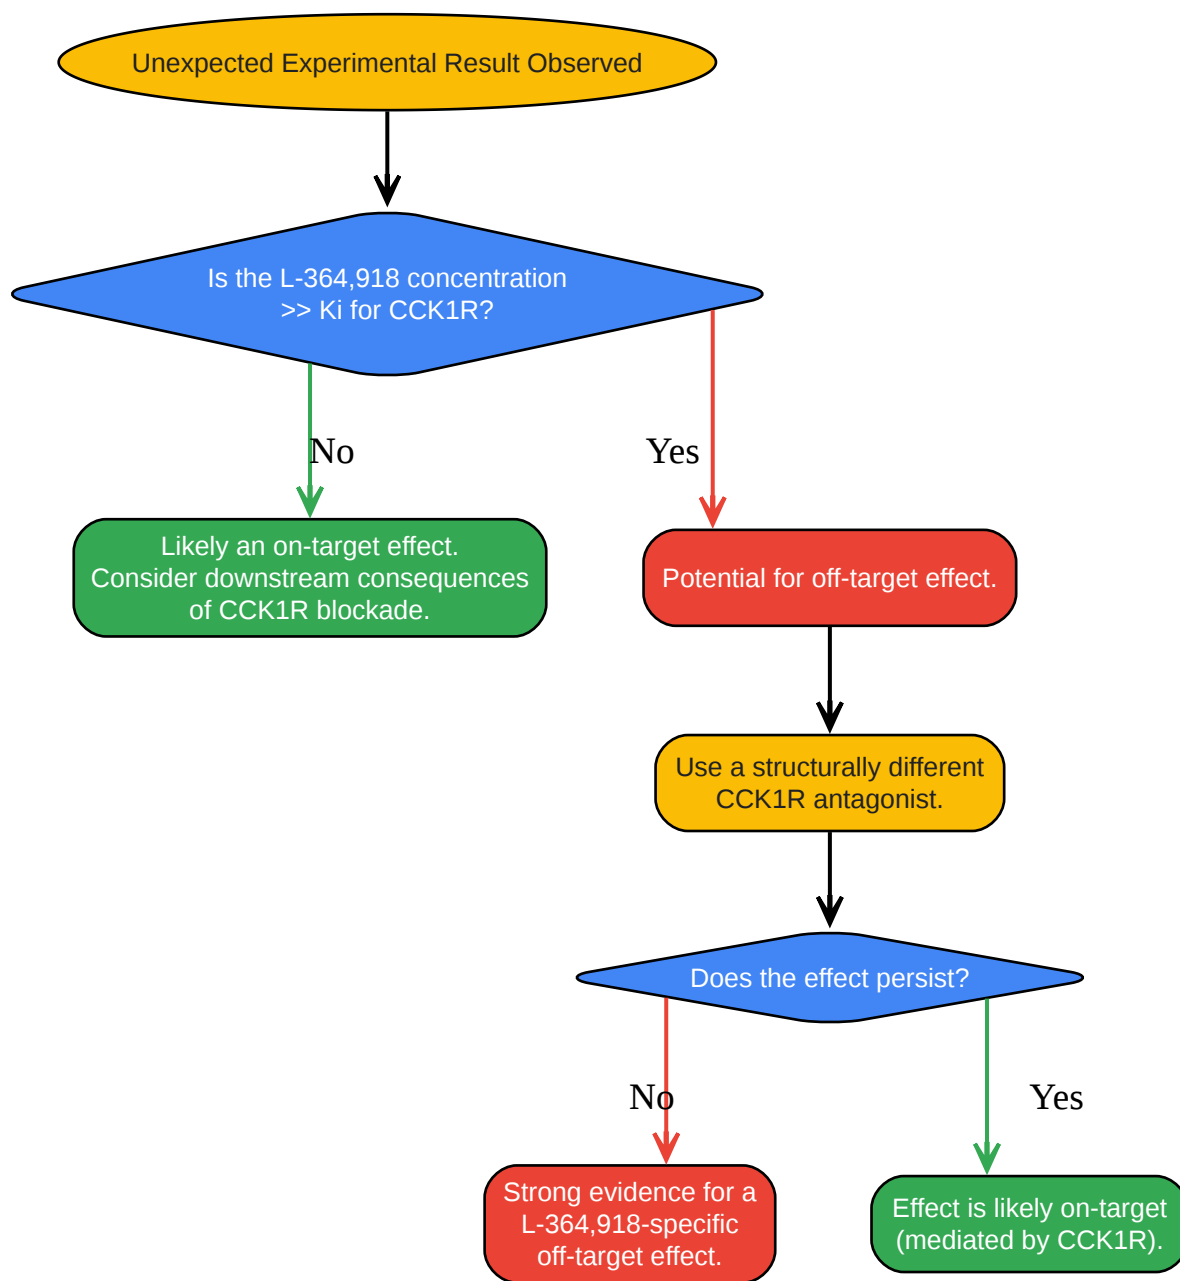 Unexpected Experimental Result Observed
Is the L-364,918 concentration
>> Ki for CCK1R?
No
Yes
Likely an on-target effect.
Consider downstream consequences
of CCK1R blockade.
Potential for off-target effect.
Use a structurally different
CCK1R antagonist.
Does the effect persist?
No
Yes
Strong evidence for a
L-364,918-specific
off-target effect.
Effect is likely on-target
(mediated by CCK1R).